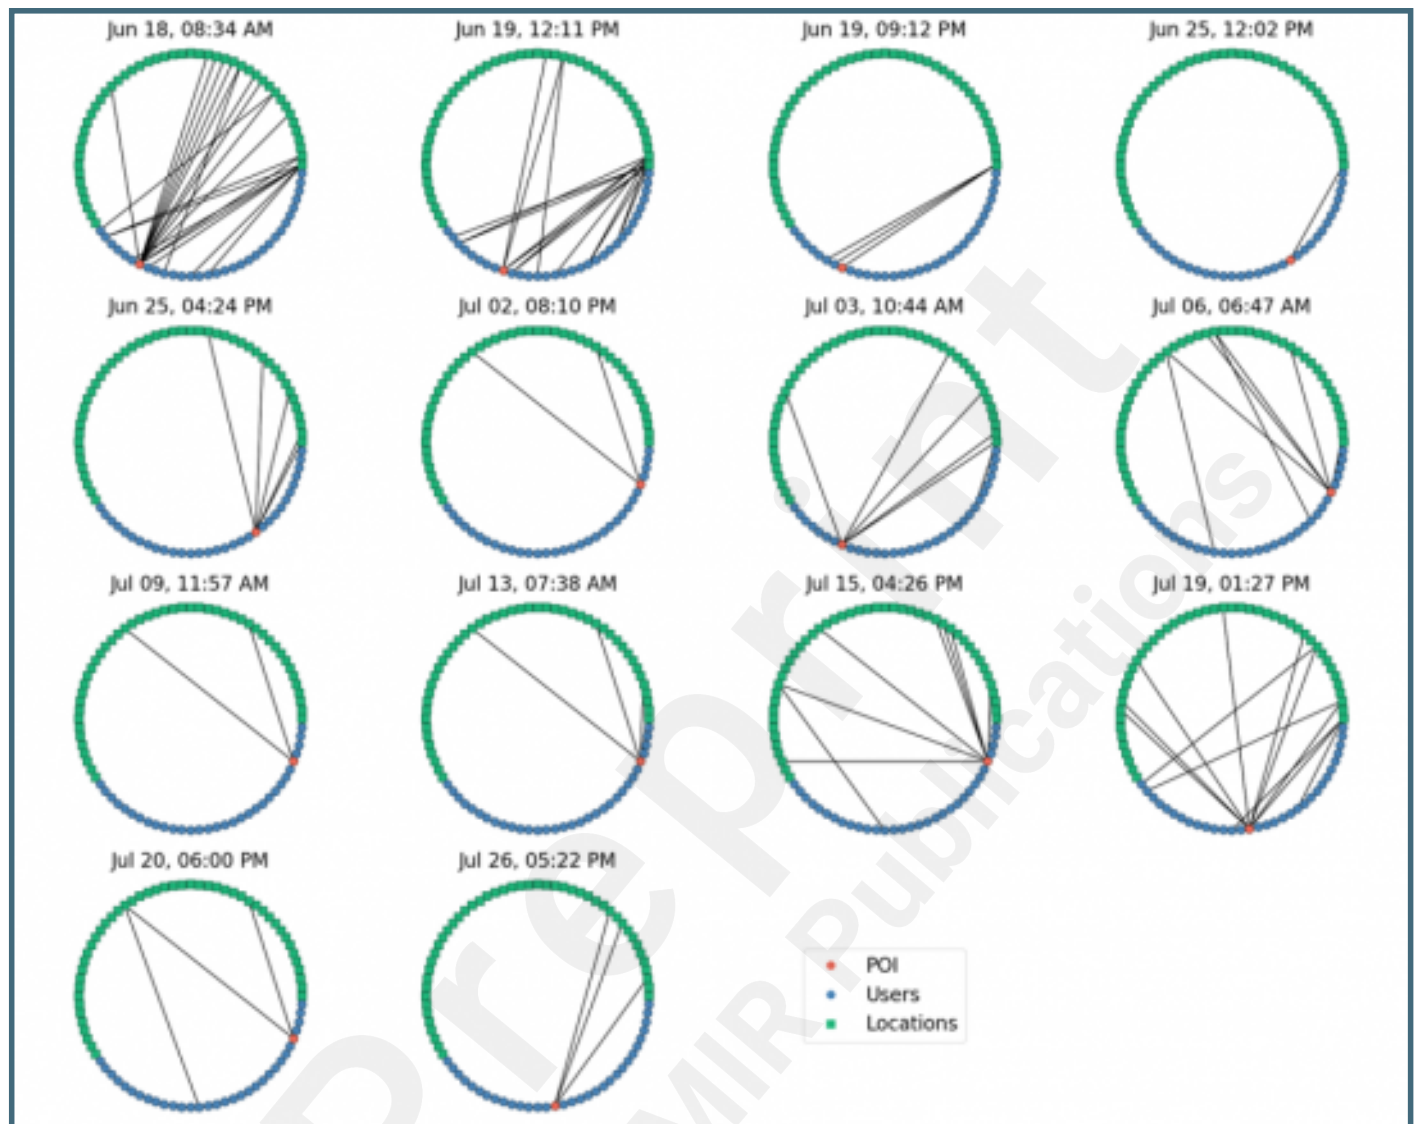 Jun 18, 08:34 AM
Jun 19, 12:11 PM
Jun 19, 09:12 PM
Jun 25, 12:02 PM
Jun 25, 04:24 PM
Jul 02, 08:10 PM
Jul 03, 10:44 AM
Jul 06, 06:47 AM
Jul 09, 11:57 AM
Jul 13, 07:38 AM
Jul 15, 04:26 PM
Jul 19, 01:27 PM
Jul 20, 06:00 PM
Jul 26, 05:22 PM
POI
Users
Locations
Preprint
MIR Publications